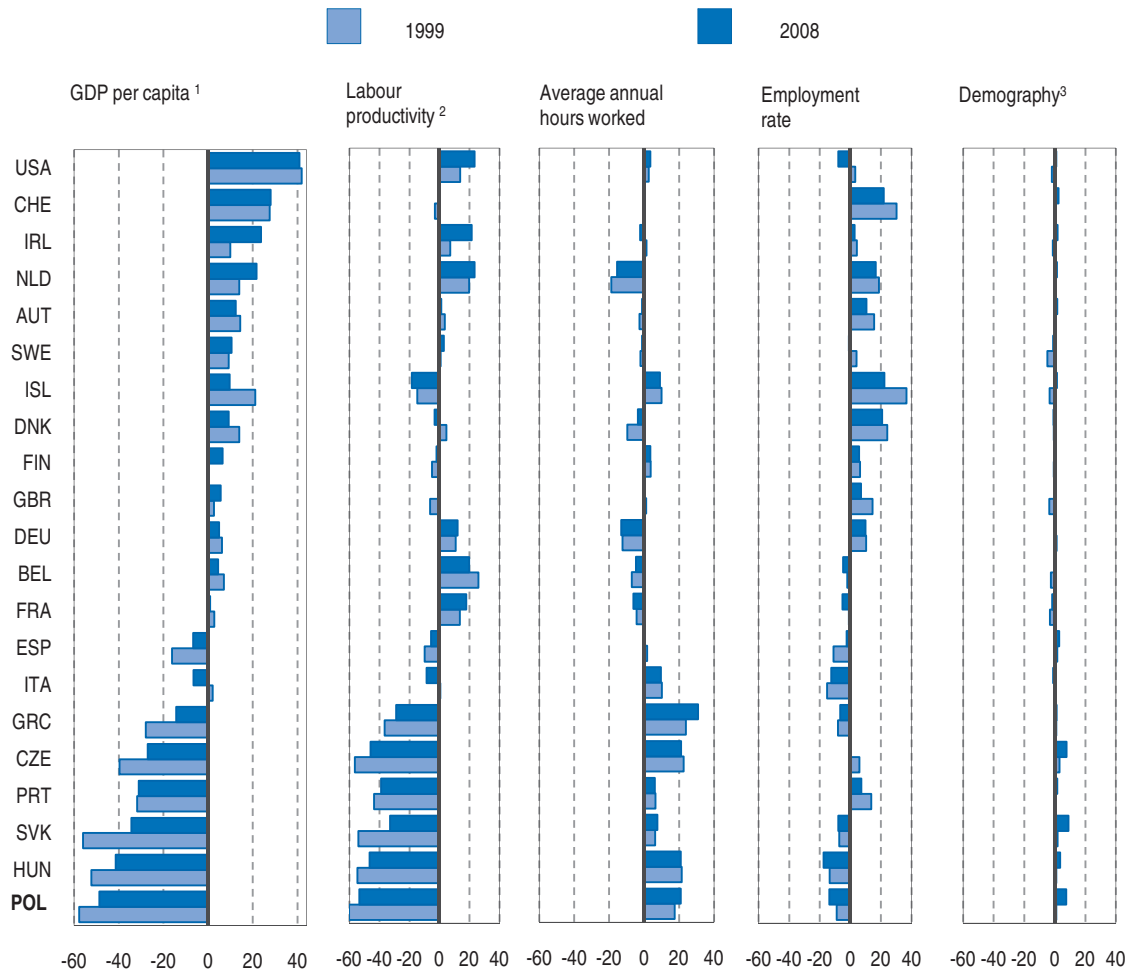 1999 2008
GDP per capita 1
Labour
productivity 2
Average annual
hours worked
Employment
rate
Demography3
USA
CHE
IRL
NLD
AUT
SWE
ISL
DNK
FIN
GBR
DEU
BEL
FRA
ESP
ITA
GRC
CZE
PRT
SVK
HUN
POL
-60 -40 -20 0 20 40
-60 -40 -20 0 20 40
-60 -40 -20 0 20 40
-60 -40 -20 0 20 40
-60 -40 -20 0 20 40